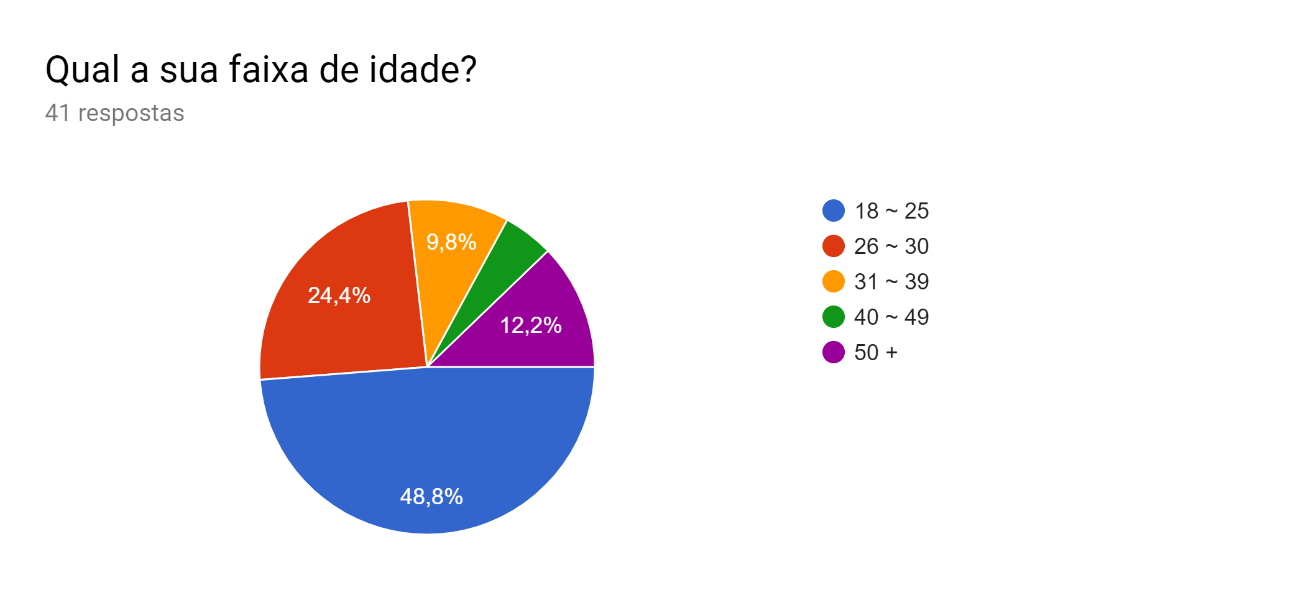 Qual a sua faixa de idade?
41 respostas
18 ~ 25
26 ~ 30
31 ~ 39
40 ~ 49
50 +
9,8%
24,4%
12,2%
48,8%